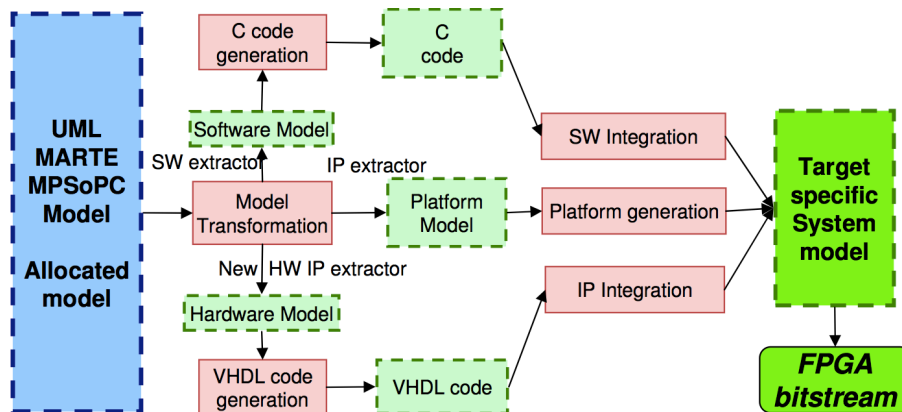 UML
MARTE
MPSoPC
Model
Allocated
model
C code
generation
C
code
Software Model
SW extractor
IP extractor
Model
Transformation
Platform
Model
New HW IP extractor
Hardware Model
VHDL code
generation
VHDL code
SW Integration
Platform generation
IP Integration
Target
specific
System
model
FPGA
bitstream